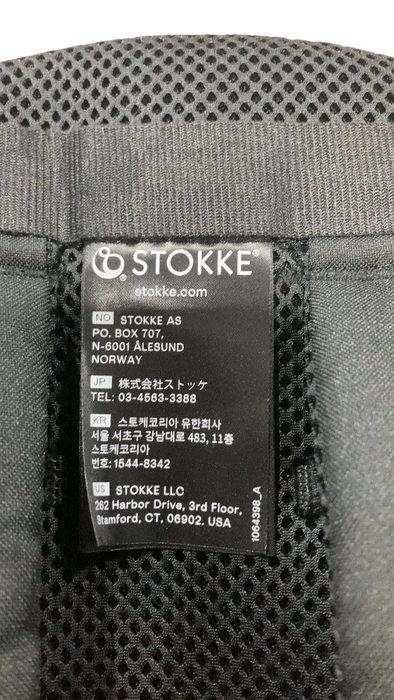 STOKKE®
stokke.com
NO STOKKE AS
PO. BOX 707,
N-6001 ÅLESUND
NORWAY
JP 株式会社ストッケ
TEL: 03-4563-3388
KR 스토케코리아 유한회사
서울 서초구 강남대로 483, 11층
스토케코리아
번호: 1544-8342
US STOKKE LLC
262 Harbor Drive, 3rd Floor,
Stamford, CT, 06902. USA
1064398_A